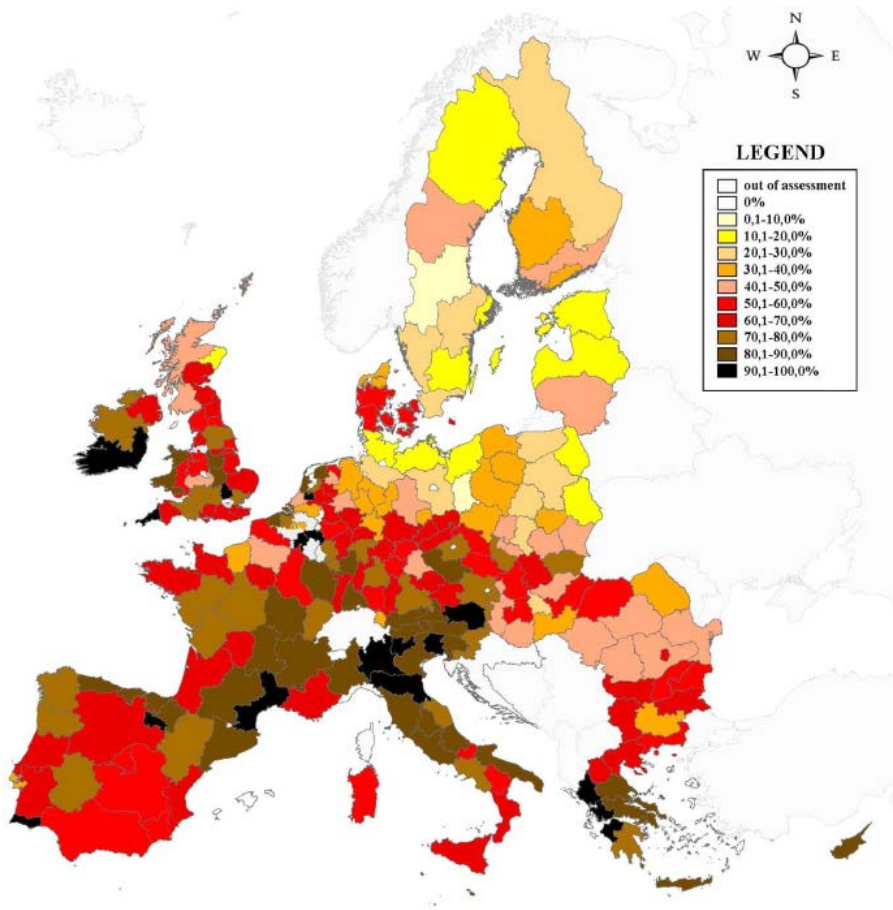 N
W E
S
LEGEND
out of assessment
0%
0,1-10,0%
10,1-20,0%
20,1-30,0%
30,1-40,0%
40,1-50,0%
50,1-60,0%
60,1-70,0%
70,1-80,0%
80,1-90,0%
90,1-100,0%